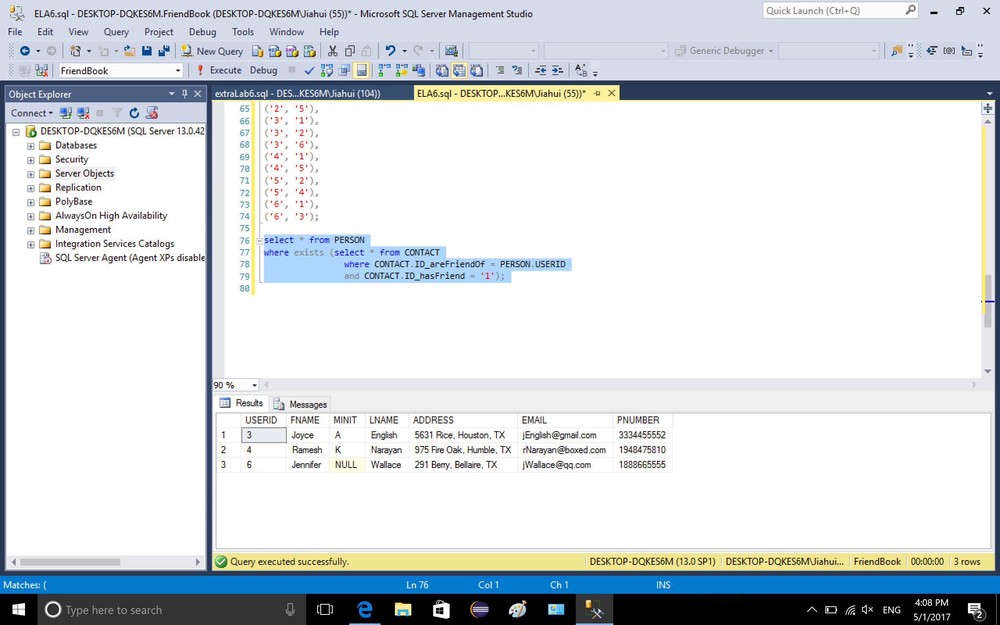 ELA6.sql - DESKTOP-DQKES6M.FriendBook (DESKTOP-DQKES6M\Jiahui (55))* - Microsoft SQL Server Management Studio
Quick Launch (Ctrl+Q)
File Edit View Query Project Debug Tools Window Help
New Query
Generic Debugger
FriendBook
Execute Debug
Object Explorer
extraLab6.sql - DES...KES6M\Jiahui (104))
ELA6.sql - DESKTOP...KES6M\Jiahui (55))*
Connect
DESKTOP-DQKES6M (SQL Server 13.0.42
Databases
Security
Server Objects
Replication
PolyBase
AlwaysOn High Availability
Management
Integration Services Catalogs
SQL Server Agent (Agent XPs disable
65 ('2', '5'),
66 ('3', '1'),
67 ('3', '2'),
68 ('3', '6'),
69 ('4', '1'),
70 ('4', '5'),
71 ('5', '2'),
72 ('5', '4'),
73 ('6', '1'),
74 ('6', '3');
75
76 select * from PERSON
77 where exists (select * from CONTACT
78 where CONTACT.ID_areFriendOf = PERSON.USERID
79 and CONTACT.ID_hasFriend = '1');
80
90 %
Results Messages
USERID FNAME MINIT LNAME ADDRESS EMAIL PNUMBER
1 3 Joyce A English 5631 Rice, Houston, TX jEnglish@gmail.com 3334455552
2 4 Ramesh K Narayan 975 Fire Oak, Humble, TX rNarayan@boxed.com 1948475810
3 6 Jennifer NULL Wallace 291 Berry, Bellaire, TX jWallace@qq.com 1888665555
Query executed successfully.
DESKTOP-DQKES6M (13.0 SP1) DESKTOP-DQKES6M\Jiahui... FriendBook 00:00:00 3 rows
Matches: ( Ln 76 Col 1 Ch 1 INS
Type here to search
ENG
4:08 PM
5/1/2017
2